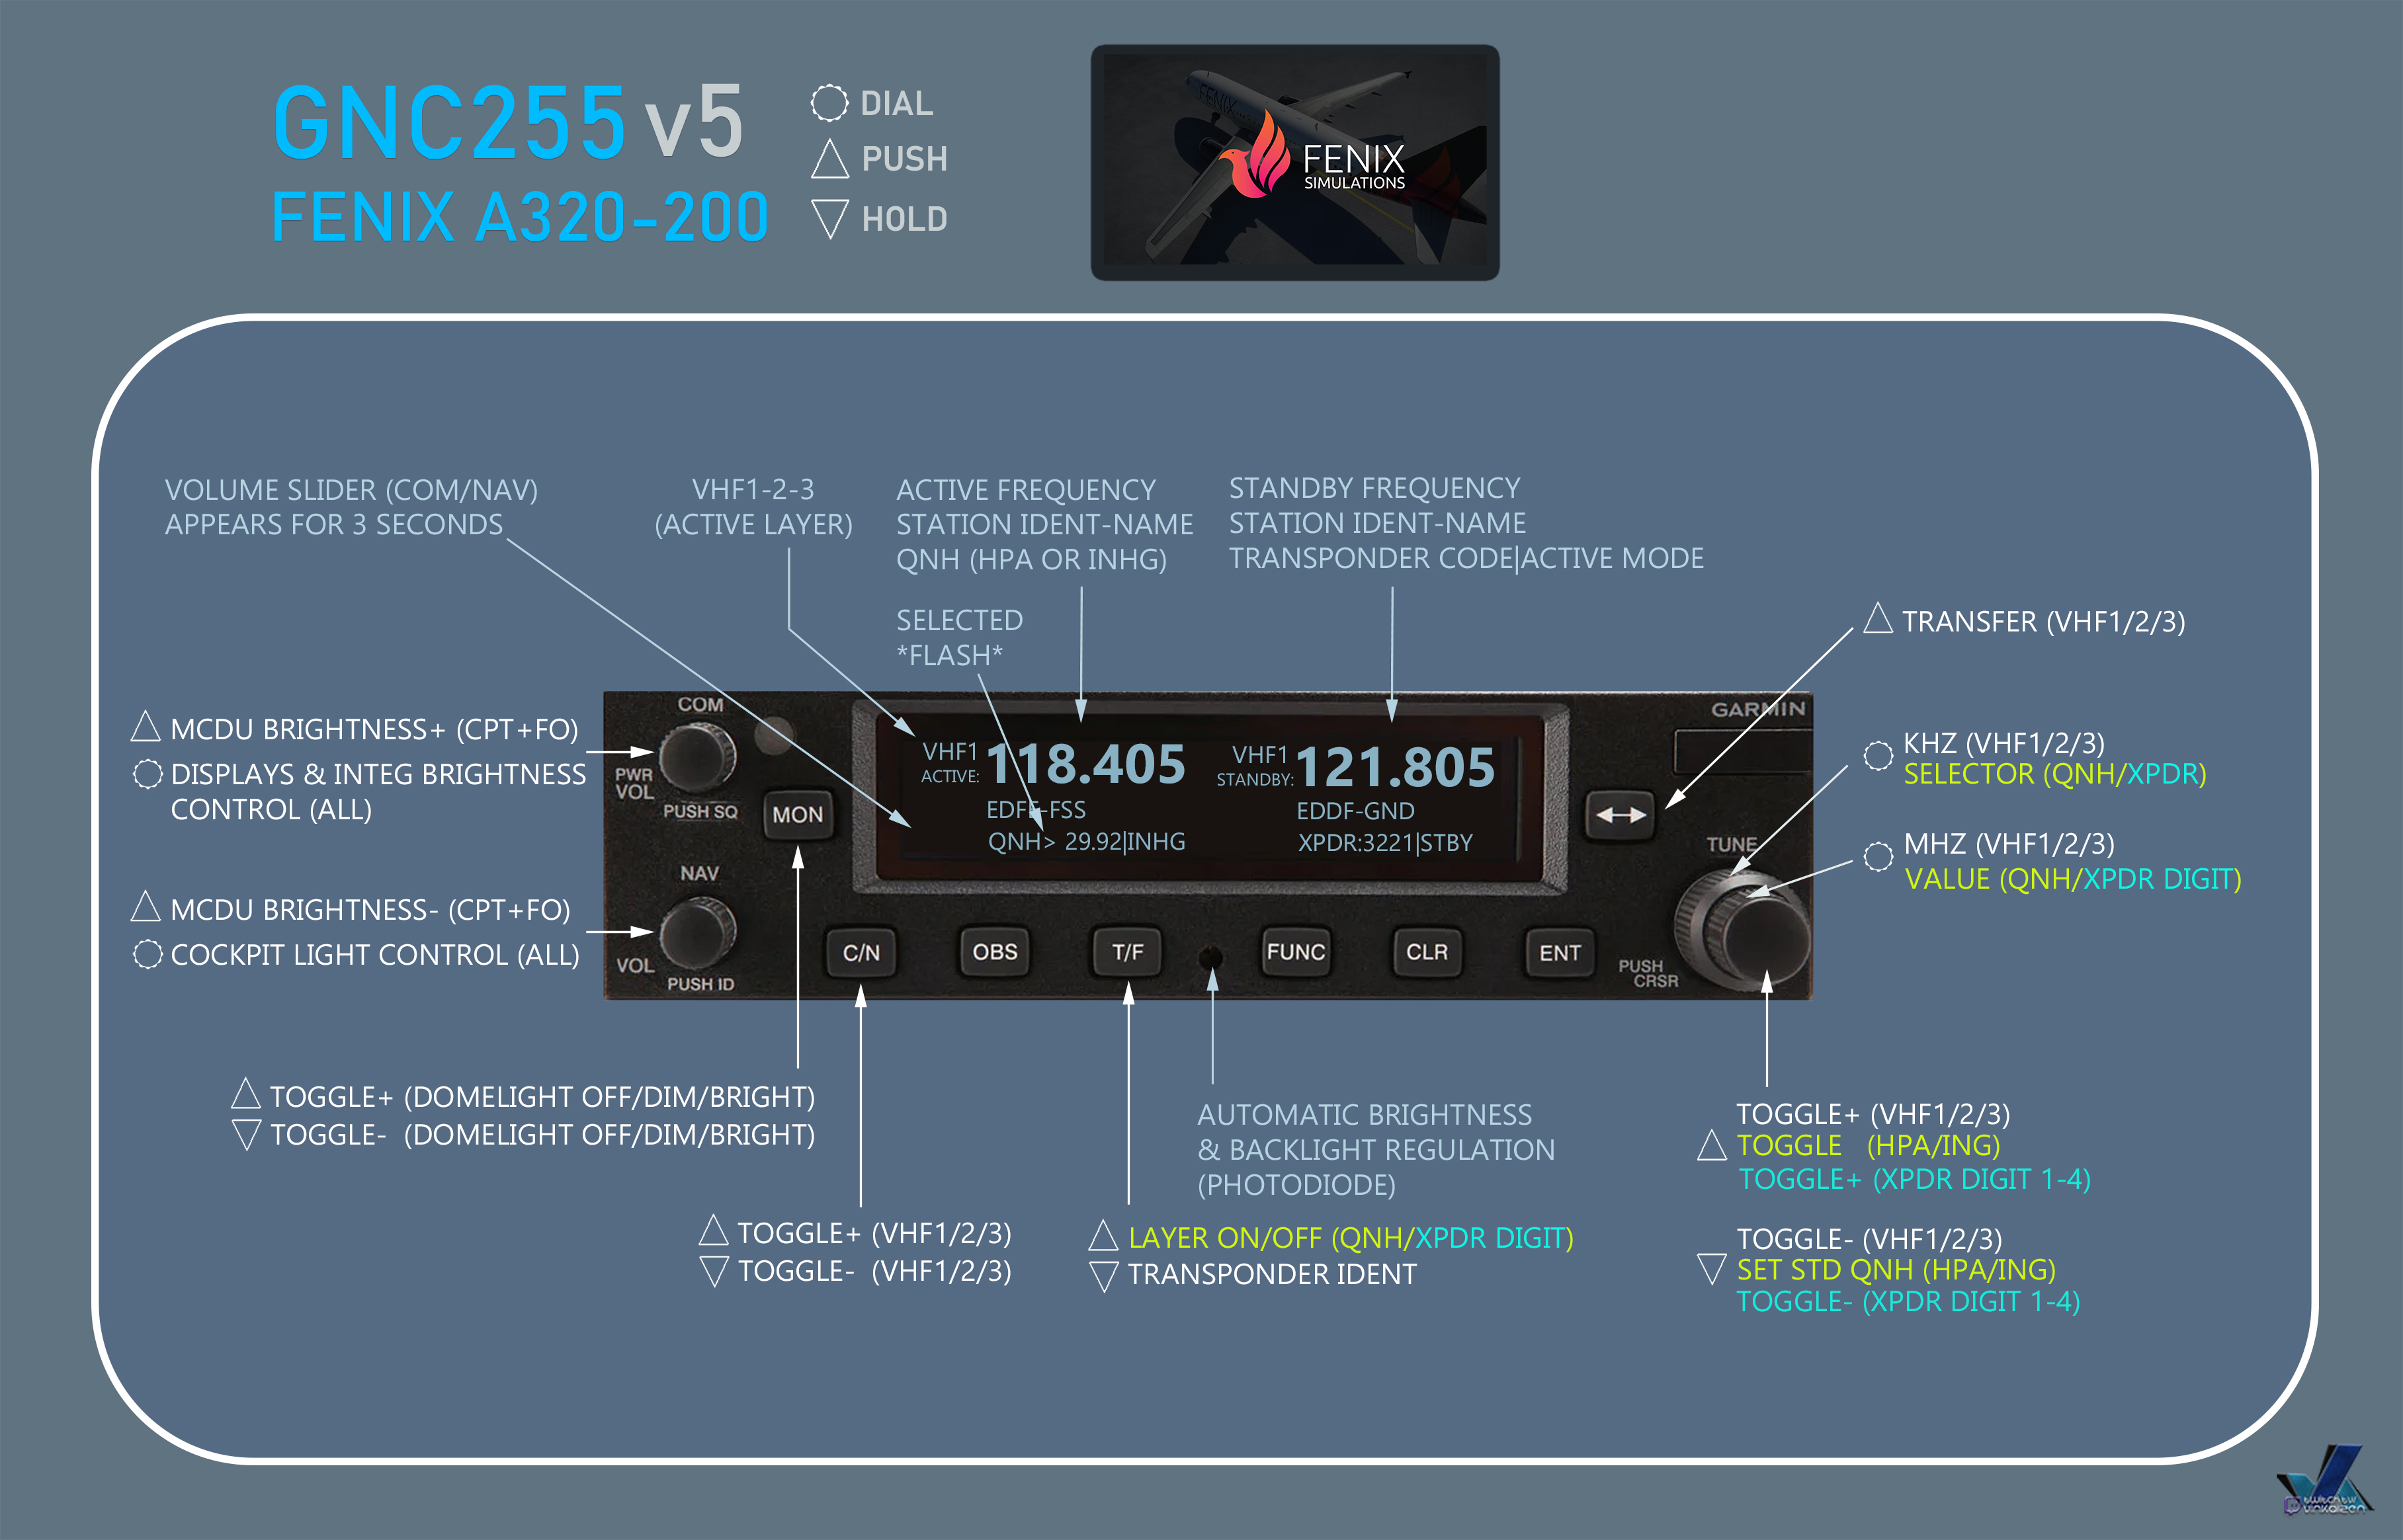 GNC255 v5
FENIX A320-200
DIAL
PUSH
HOLD
FENIX
SIMULATIONS
VOLUME SLIDER (COM/NAV)
APPEARS FOR 3 SECONDS
VHF1-2-3
(ACTIVE LAYER)
ACTIVE FREQUENCY
STATION IDENT-NAME
QNH (HPA OR INHG)
SELECTED
*FLASH*
STANDBY FREQUENCY
STATION IDENT-NAME
TRANSPONDER CODE|ACTIVE MODE
TRANSFER (VHF1/2/3)
MCDU BRIGHTNESS+ (CPT+FO)
DISPLAYS & INTEG BRIGHTNESS
CONTROL (ALL)
MCDU BRIGHTNESS- (CPT+FO)
COCKPIT LIGHT CONTROL (ALL)
COM
PWR
VOL
PUSH SQ
MON
NAV
VOL
PUSH ID
VHF1
ACTIVE:
118.405
EDFF-FSS
QNH> 29.92|INHG
VHF1
STANDBY:
121.805
EDDF-GND
XPDR:3221|STBY
GARMIN
TUNE
PUSH
CRSR
C/N
OBS
T/F
FUNC
CLR
ENT
KHZ (VHF1/2/3)
SELECTOR (QNH/XPDR)
MHZ (VHF1/2/3)
VALUE (QNH/XPDR DIGIT)
TOGGLE+ (DOMELIGHT OFF/DIM/BRIGHT)
TOGGLE- (DOMELIGHT OFF/DIM/BRIGHT)
TOGGLE+ (VHF1/2/3)
TOGGLE- (VHF1/2/3)
AUTOMATIC BRIGHTNESS
& BACKLIGHT REGULATION
(PHOTODIODE)
LAYER ON/OFF (QNH/XPDR DIGIT)
TRANSPONDER IDENT
TOGGLE+ (VHF1/2/3)
TOGGLE (HPA/ING)
TOGGLE+ (XPDR DIGIT 1-4)
TOGGLE- (VHF1/2/3)
SET STD QNH (HPA/ING)
TOGGLE- (XPDR DIGIT 1-4)